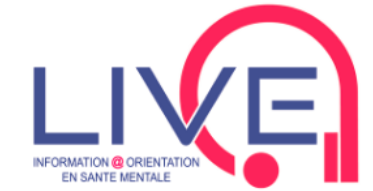 LIVE
INFORMATION @ ORIENTATION
EN SANTE MENTALE